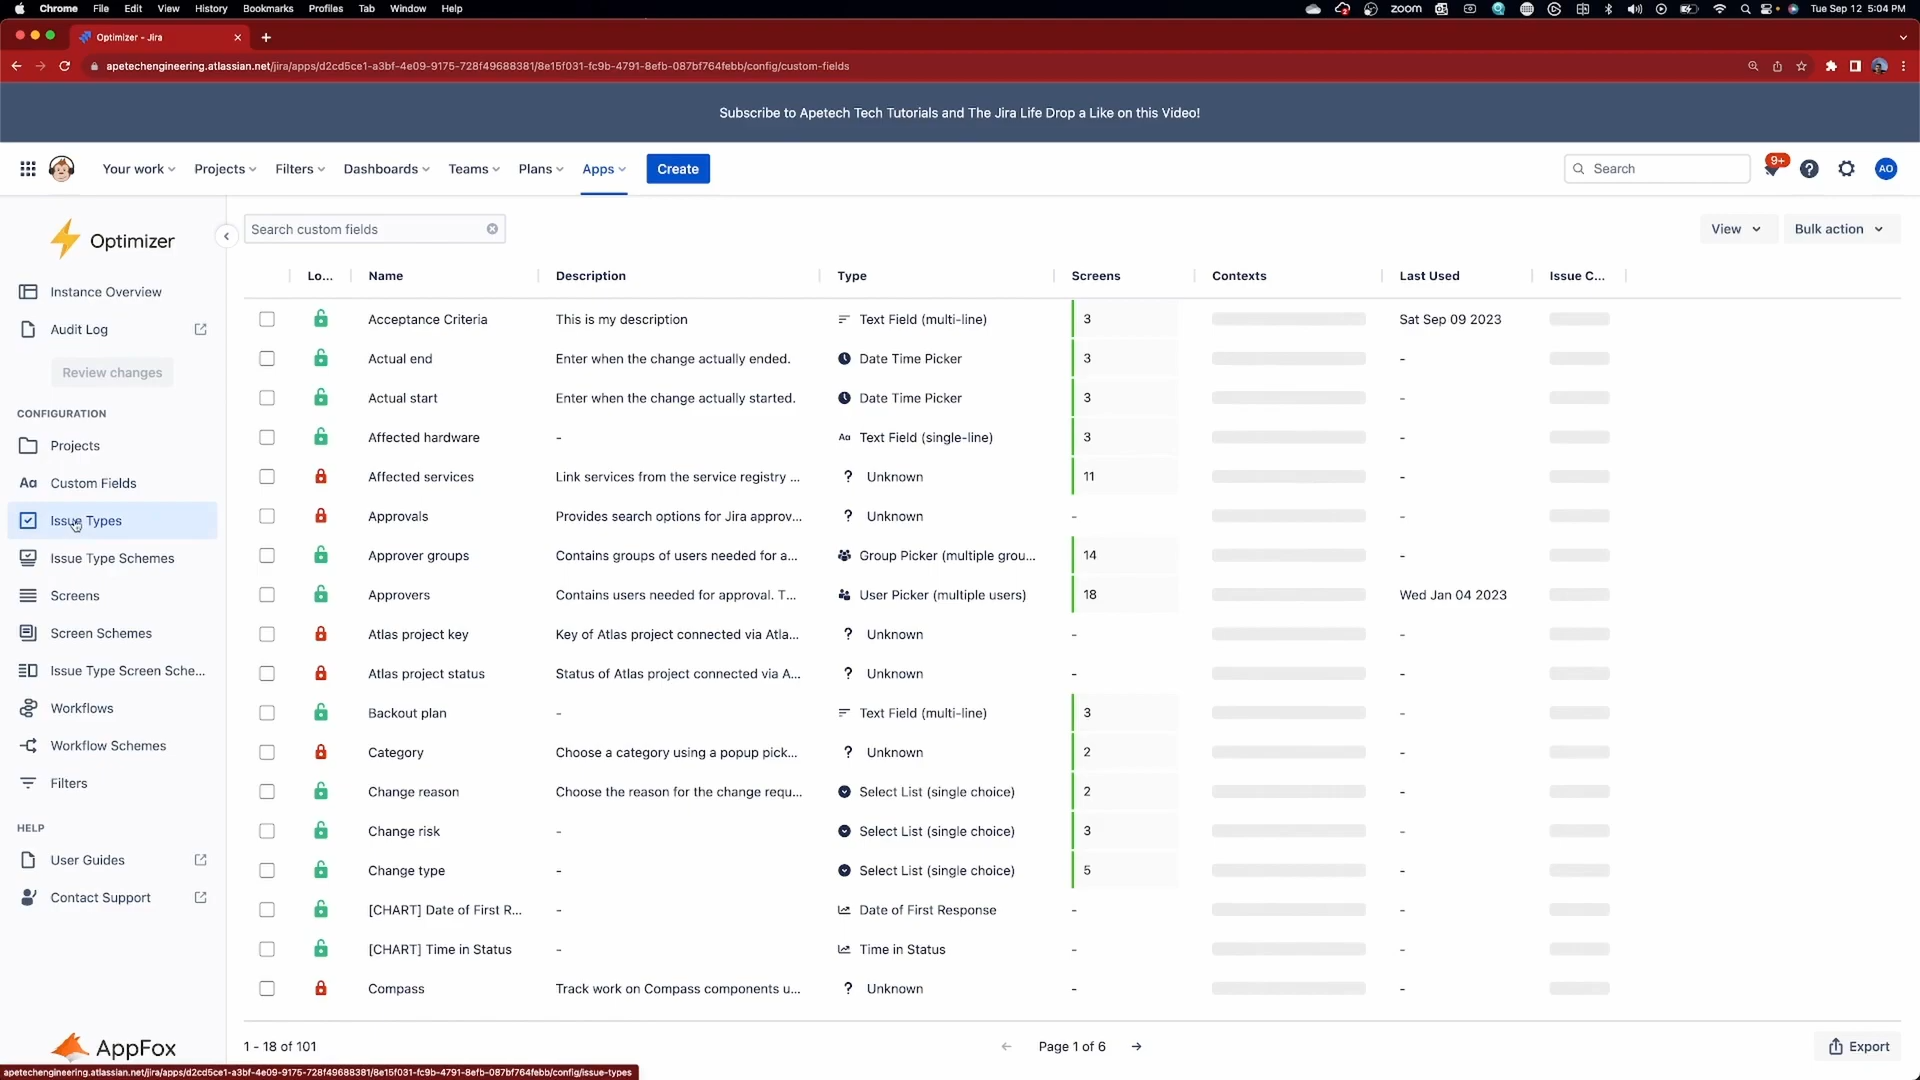 Chrome File Edit View History Bookmarks Profiles Tab Window Help
zoom
Tue Sep 12 5:04 PM
Optimizer - Jira
apetechengineering.atlassian.net/jira/apps/d2cd5ce1-a3bf-4e09-9175-728f49688381/8e15f031-fc9b-4791-8efb-087bf764febb/config/custom-fields
Subscribe to Apetech Tech Tutorials and The Jira Life Drop a Like on this Video!
Your work Projects Filters Dashboards Teams Plans Apps Create
Search
9+
AO
Optimizer
Instance Overview
Audit Log
Review changes
CONFIGURATION
Projects
Aa Custom Fields
Issue Types
Issue Type Schemes
Screens
Screen Schemes
Issue Type Screen Sche...
Workflows
Workflow Schemes
Filters
HELP
User Guides
Contact Support
AppFox
Search custom fields
View Bulk action
Lo... Name Description Type Screens Contexts Last Used Issue C...
Acceptance Criteria This is my description Text Field (multi-line) 3 Sat Sep 09 2023
Actual end Enter when the change actually ended. Date Time Picker 3 -
Actual start Enter when the change actually started. Date Time Picker 3 -
Affected hardware - Aa Text Field (single-line) 3 -
Affected services Link services from the service registry ... ? Unknown 11 -
Approvals Provides search options for Jira approv... ? Unknown - -
Approver groups Contains groups of users needed for a... Group Picker (multiple grou... 14 -
Approvers Contains users needed for approval. T... User Picker (multiple users) 18 Wed Jan 04 2023
Atlas project key Key of Atlas project connected via Atla... ? Unknown - -
Atlas project status Status of Atlas project connected via A... ? Unknown - -
Backout plan - Text Field (multi-line) 3 -
Category Choose a category using a popup pick... ? Unknown 2 -
Change reason Choose the reason for the change requ... Select List (single choice) 2 -
Change risk - Select List (single choice) 3 -
Change type - Select List (single choice) 5 -
[CHART] Date of First R... - Date of First Response - -
[CHART] Time in Status - Time in Status - -
Compass Track work on Compass components u... ? Unknown - -
1 - 18 of 101
Page 1 of 6
Export
apetechengineering.atlassian.net/jira/apps/d2cd5ce1-a3bf-4e09-9175-728f49688381/8e15f031-fc9b-4791-8efb-087bf764febb/config/issue-types